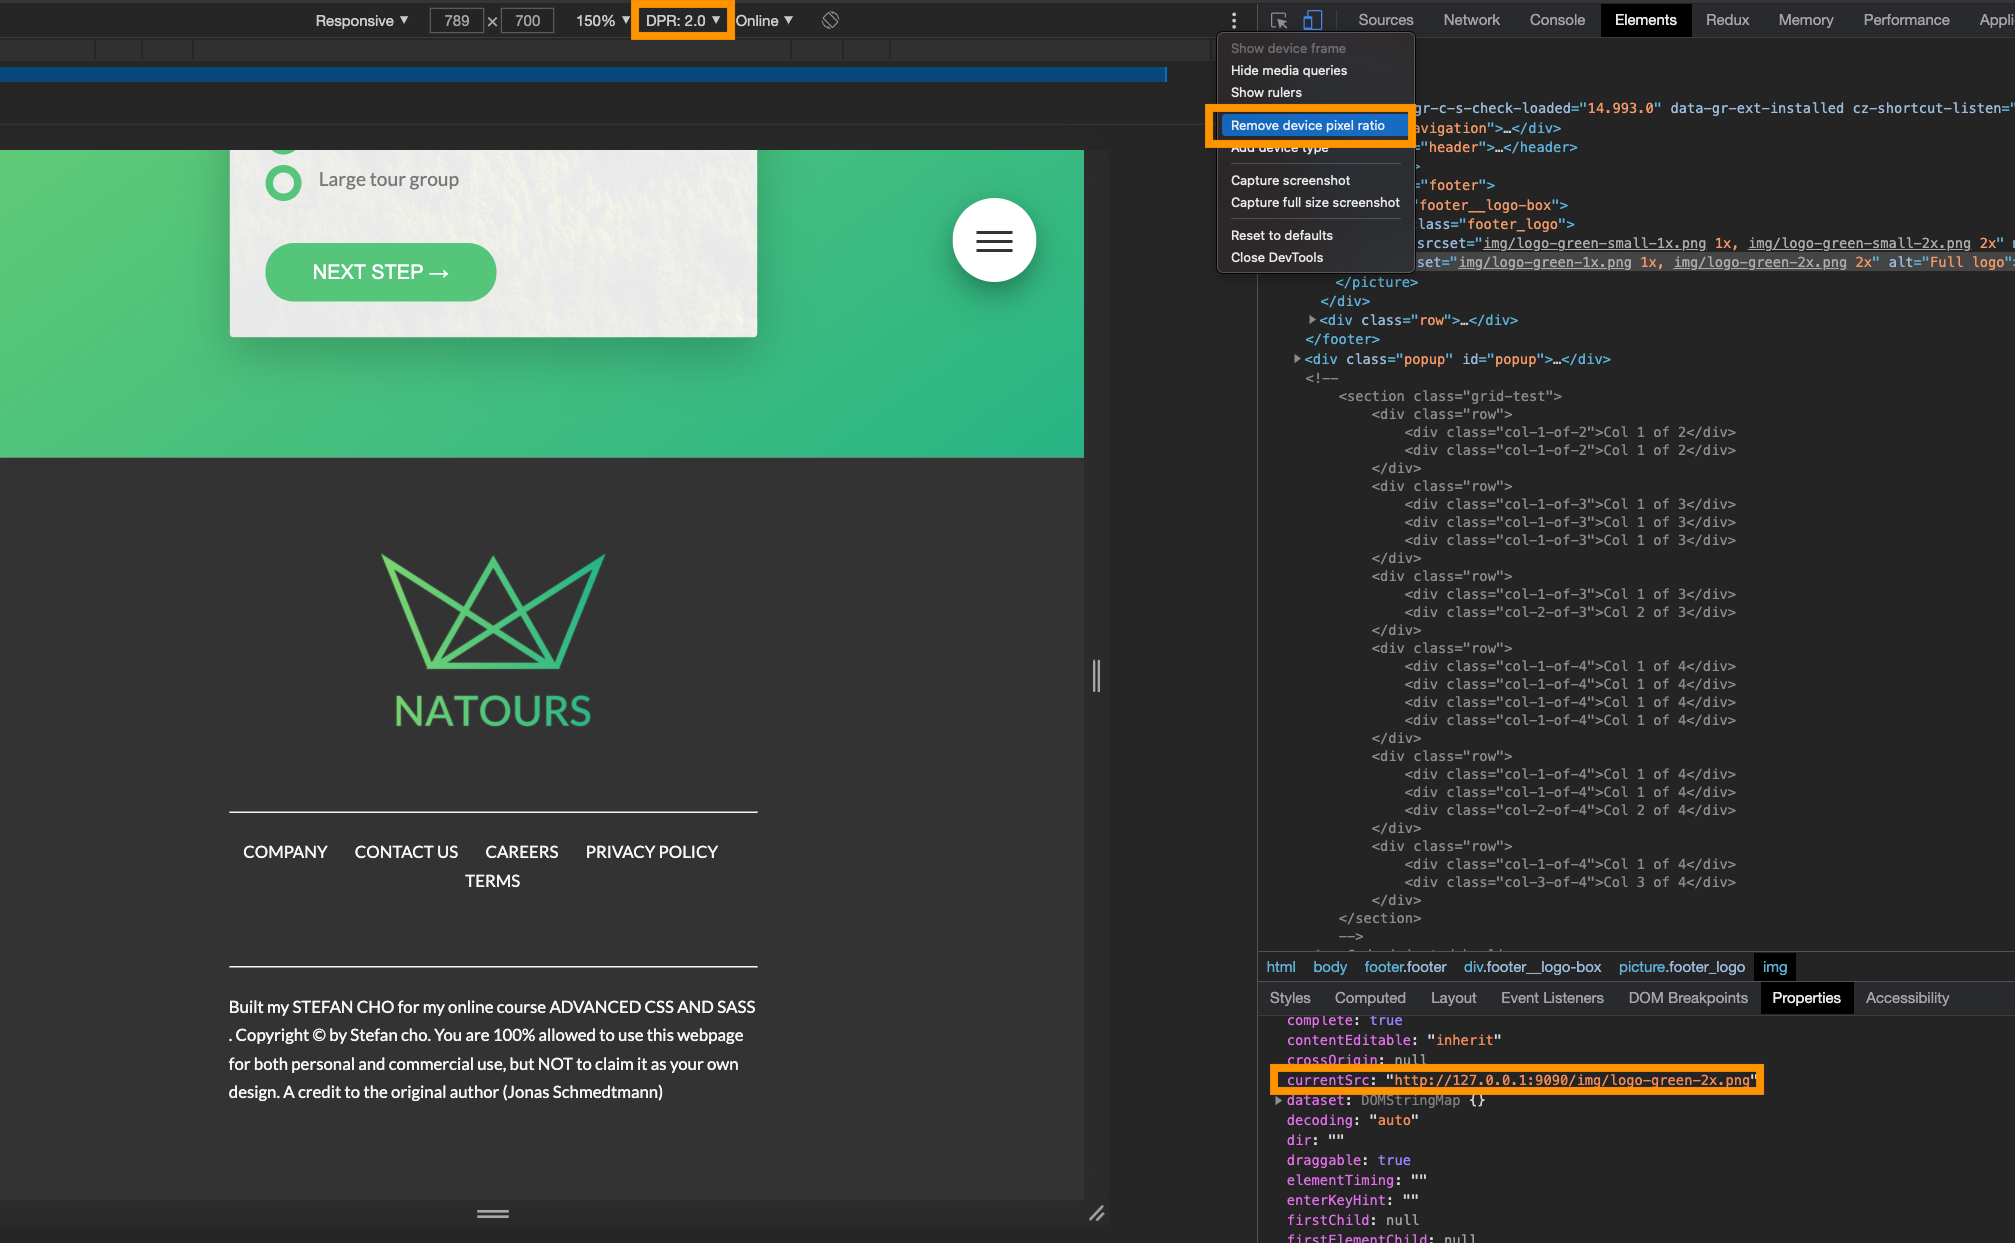 Responsive ▼ 789 × 700 150% ▼ DPR: 2.0 ▼ Online ▼
Sources Network Console Elements Redux Memory Performance Appli
Show device frame
Hide media queries
Show rulers
Remove device pixel ratio
Add device type
Capture screenshot
Capture full size screenshot
Reset to defaults
Close DevTools
Large tour group
NEXT STEP →
NATOURS
COMPANY CONTACT US CAREERS PRIVACY POLICY
TERMS
Built my STEFAN CHO for my online course ADVANCED CSS AND SASS
. Copyright © by Stefan cho. You are 100% allowed to use this webpage
for both personal and commercial use, but NOT to claim it as your own
design. A credit to the original author (Jonas Schmedtmann)
gr-c-s-check-loaded="14.993.0" data-gr-ext-installed cz-shortcut-listen="
avigation">…</div>
="header">…</header>
>
="footer">
"footer__logo-box">
lass="footer_logo">
srcset="img/logo-green-small-1x.png 1x, img/logo-green-small-2x.png 2x"
set="img/logo-green-1x.png 1x, img/logo-green-2x.png 2x" alt="Full logo">
</picture>
</div>
▶<div class="row">…</div>
</footer>
▶<div class="popup" id="popup">…</div>
<!--
<section class="grid-test">
<div class="row">
<div class="col-1-of-2">Col 1 of 2</div>
<div class="col-1-of-2">Col 1 of 2</div>
</div>
<div class="row">
<div class="col-1-of-3">Col 1 of 3</div>
<div class="col-1-of-3">Col 1 of 3</div>
<div class="col-1-of-3">Col 1 of 3</div>
</div>
<div class="row">
<div class="col-1-of-3">Col 1 of 3</div>
<div class="col-2-of-3">Col 2 of 3</div>
</div>
<div class="row">
<div class="col-1-of-4">Col 1 of 4</div>
<div class="col-1-of-4">Col 1 of 4</div>
<div class="col-1-of-4">Col 1 of 4</div>
<div class="col-1-of-4">Col 1 of 4</div>
</div>
<div class="row">
<div class="col-1-of-4">Col 1 of 4</div>
<div class="col-1-of-4">Col 1 of 4</div>
<div class="col-2-of-4">Col 2 of 4</div>
</div>
<div class="row">
<div class="col-1-of-4">Col 1 of 4</div>
<div class="col-3-of-4">Col 3 of 4</div>
</div>
</section>
-->
html body footer.footer div.footer__logo-box picture.footer_logo img
Styles Computed Layout Event Listeners DOM Breakpoints Properties Accessibility
complete: true
contentEditable: "inherit"
crossOrigin: null
currentSrc: "http://127.0.0.1:9090/img/logo-green-2x.png"
▶dataset: DOMStringMap {}
decoding: "auto"
dir: ""
draggable: true
elementTiming: ""
enterKeyHint: ""
firstChild: null
firstElementChild: null